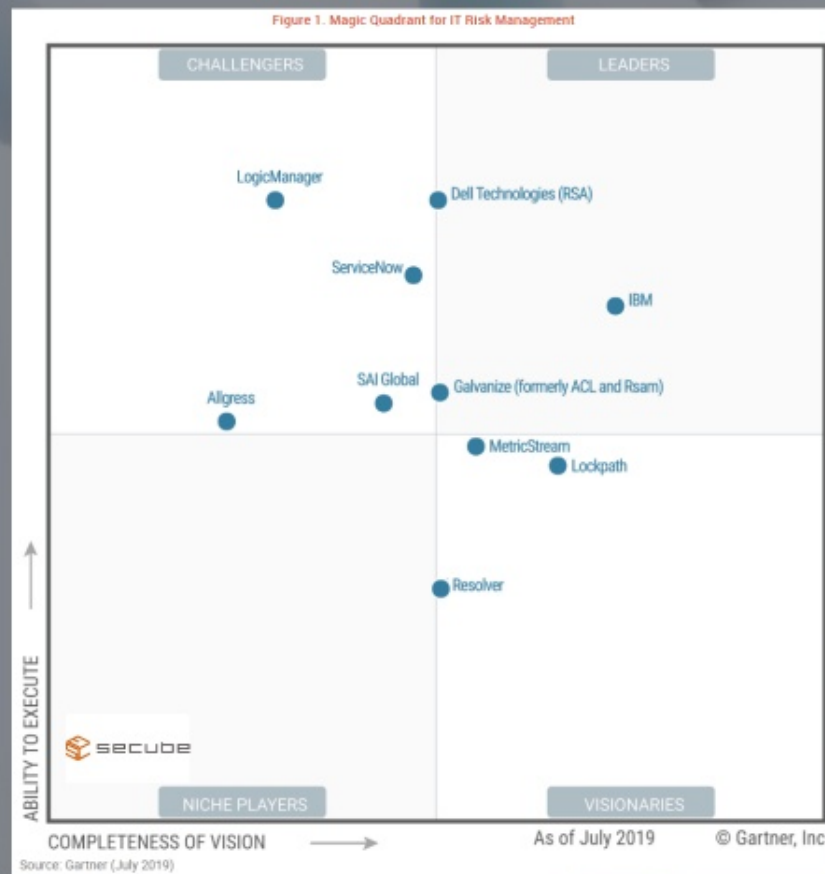 Figure 1. Magic Quadrant for IT Risk Management
CHALLENGERS
LEADERS
LogicManager
Dell Technologies (RSA)
ServiceNow
IBM
SAI Global
Galvanize (formerly ACL and Rsam)
Allgress
MetricStream
Lockpath
Resolver
ABILITY TO EXECUTE
secube
NICHE PLAYERS
VISIONARIES
COMPLETENESS OF VISION
As of July 2019
© Gartner, Inc
Source: Gartner (July 2019)